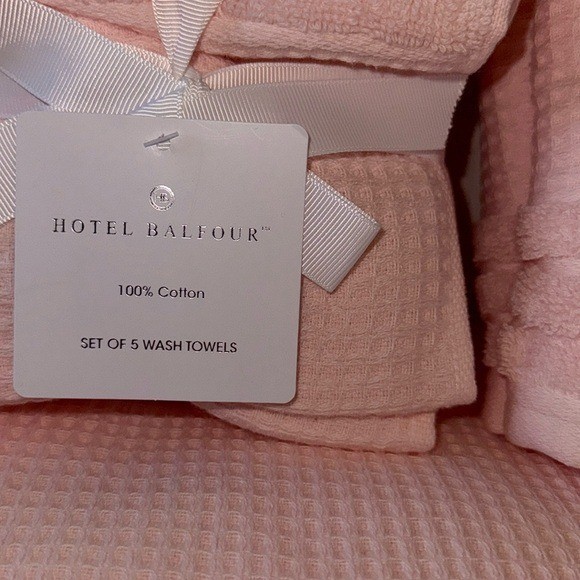 HOTEL BALFOUR™
100% Cotton
SET OF 5 WASH TOWELS